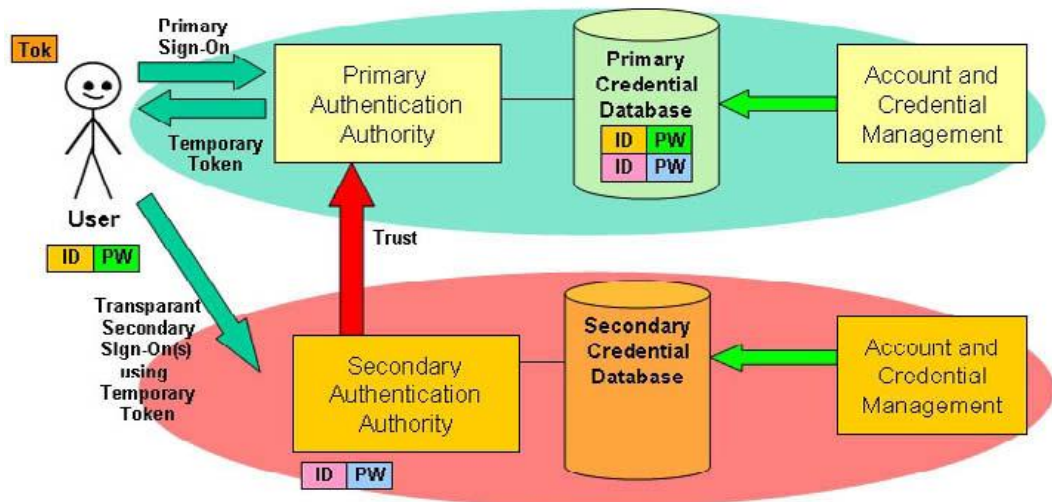 Primary
Sign-On
Tok
Primary
Authentication
Authority
Primary
Credential
Database
ID PW
ID PW
Account and
Credential
Management
Temporary
Token
User
ID PW
Trust
Transparant
Secondary
Sign-On(s)
using
Temporary
Token
Secondary
Authentication
Authority
ID PW
Secondary
Credential
Database
Account and
Credential
Management